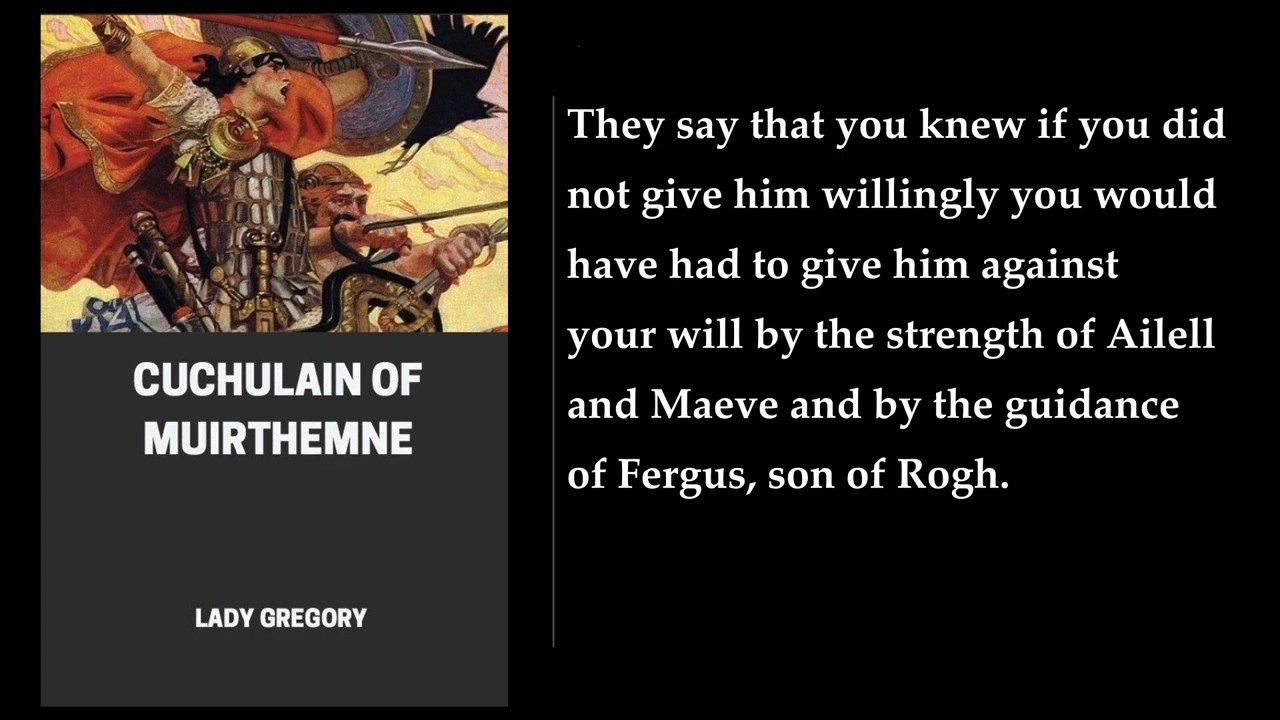 CUCHULAIN OF
MUIRTHEMNE
LADY GREGORY
They say that you knew if you did
not give him willingly you would
have had to give him against
your will by the strength of Ailell
and Maeve and by the guidance
of Fergus, son of Rogh.